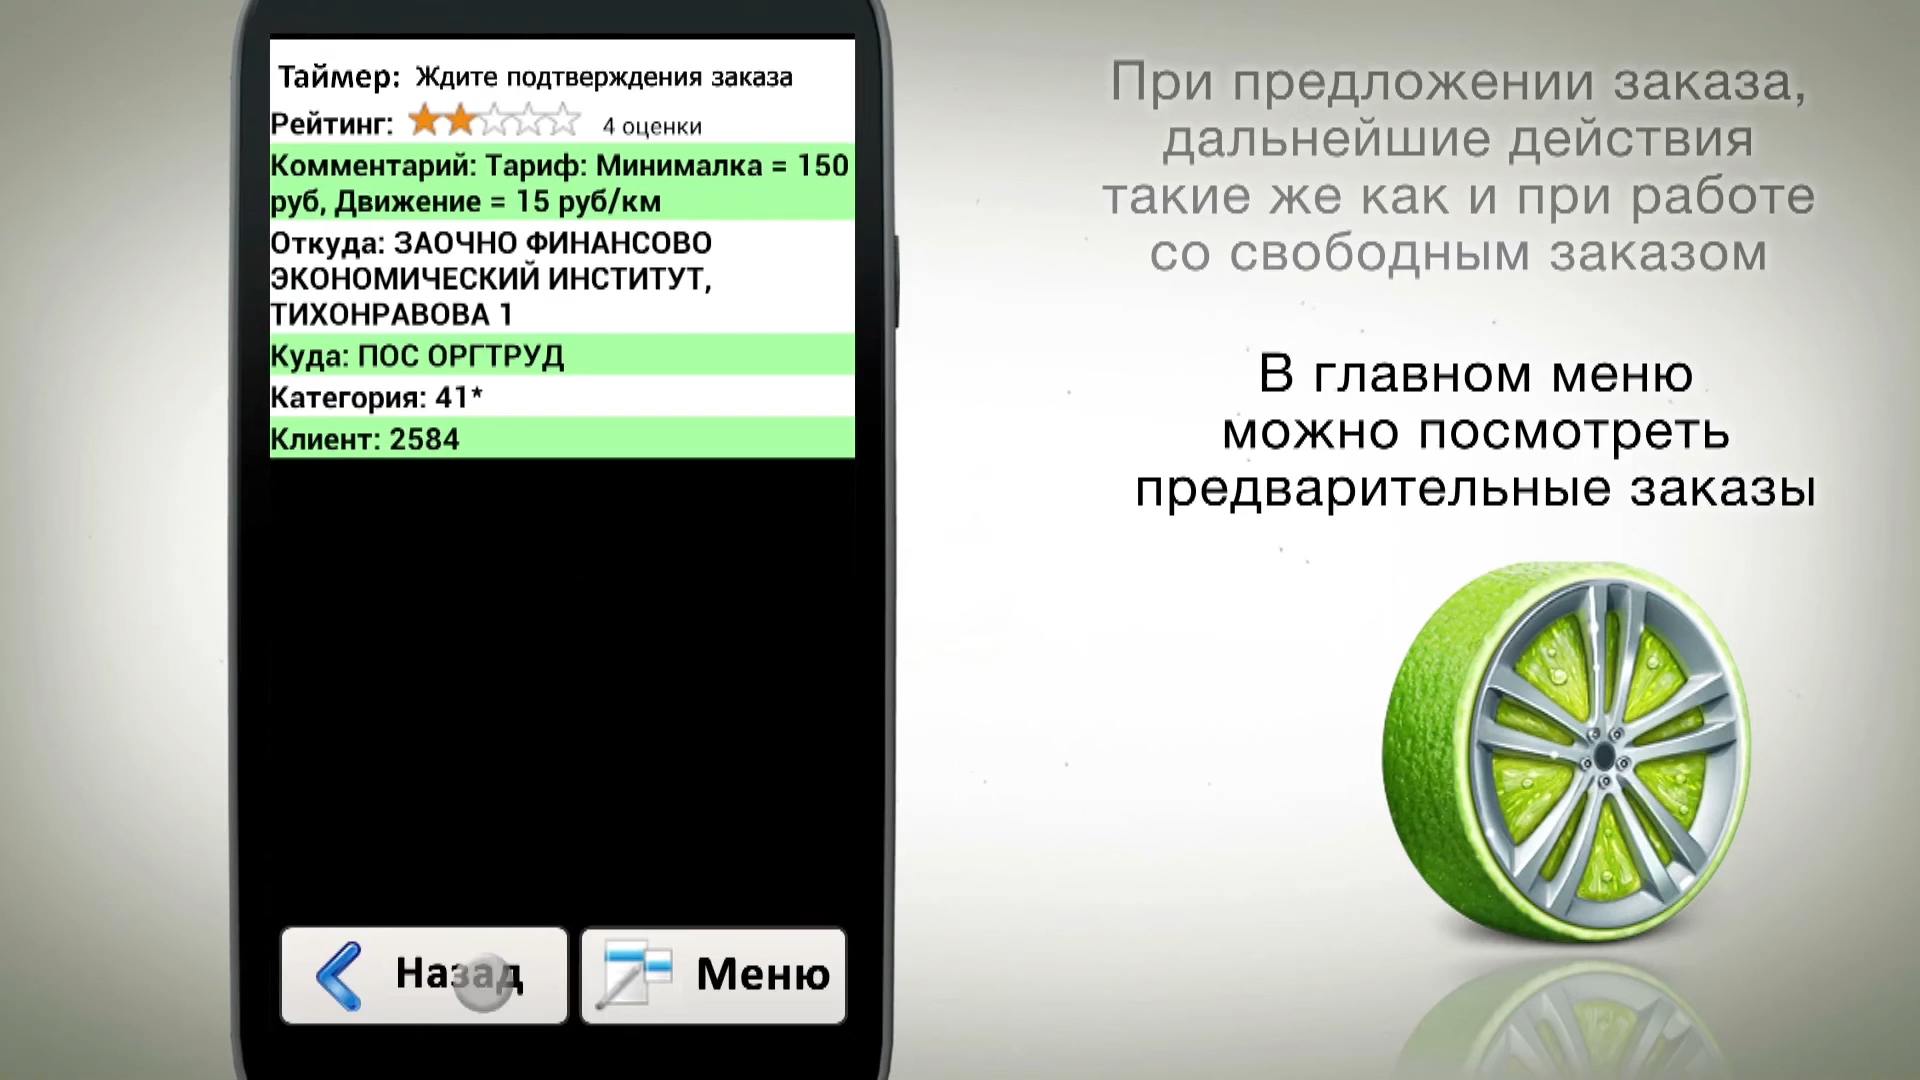 Таймер: Ждите подтверждения заказа
Рейтинг: 4 оценки
Комментарий: Тариф: Минималка = 150
руб, Движение = 15 руб/км
Откуда: ЗАОЧНО ФИНАНСОВО
ЭКОНОМИЧЕСКИЙ ИНСТИТУТ,
ТИХОНРАВОВА 1
Куда: ПОС ОРГТРУД
Категория: 41*
Клиент: 2584
Назад
Меню
При предложении заказа,
дальнейшие действия
такие же как и при работе
со свободным заказом
В главном меню
можно посмотреть
предварительные заказы